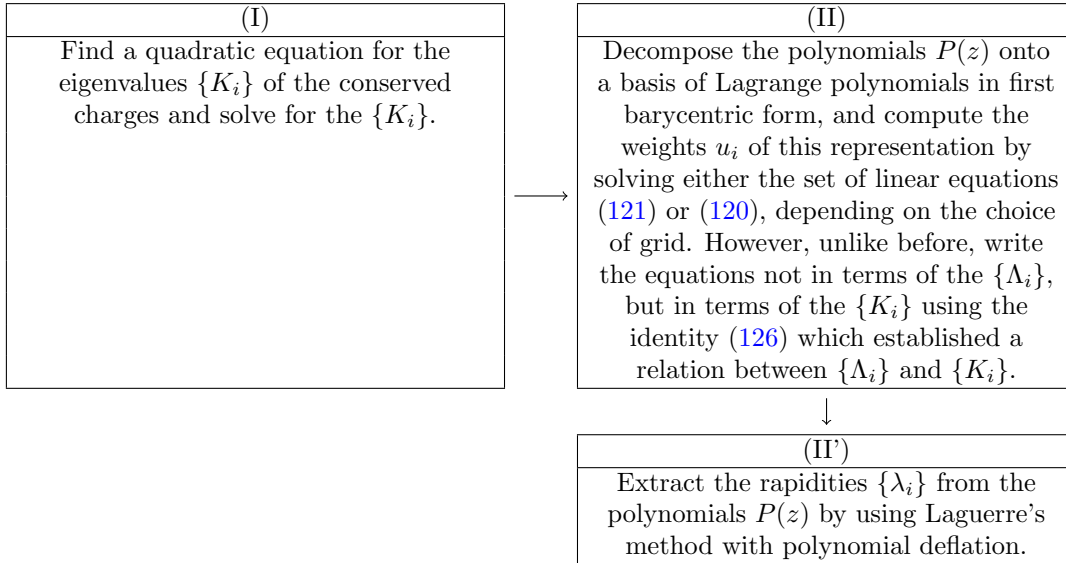 (I)
Find a quadratic equation for the
eigenvalues {K_i} of the conserved
charges and solve for the {K_i}.
(II)
Decompose the polynomials P(z) onto
a basis of Lagrange polynomials in first
barycentric form, and compute the
weights u_i of this representation by
solving either the set of linear equations
(121) or (120), depending on the choice
of grid. However, unlike before, write
the equations not in terms of the {Λ_i},
but in terms of the {K_i} using the
identity (126) which established a
relation between {Λ_i} and {K_i}.
(II')
Extract the rapidities {λ_i} from the
polynomials P(z) by using Laguerre's
method with polynomial deflation.